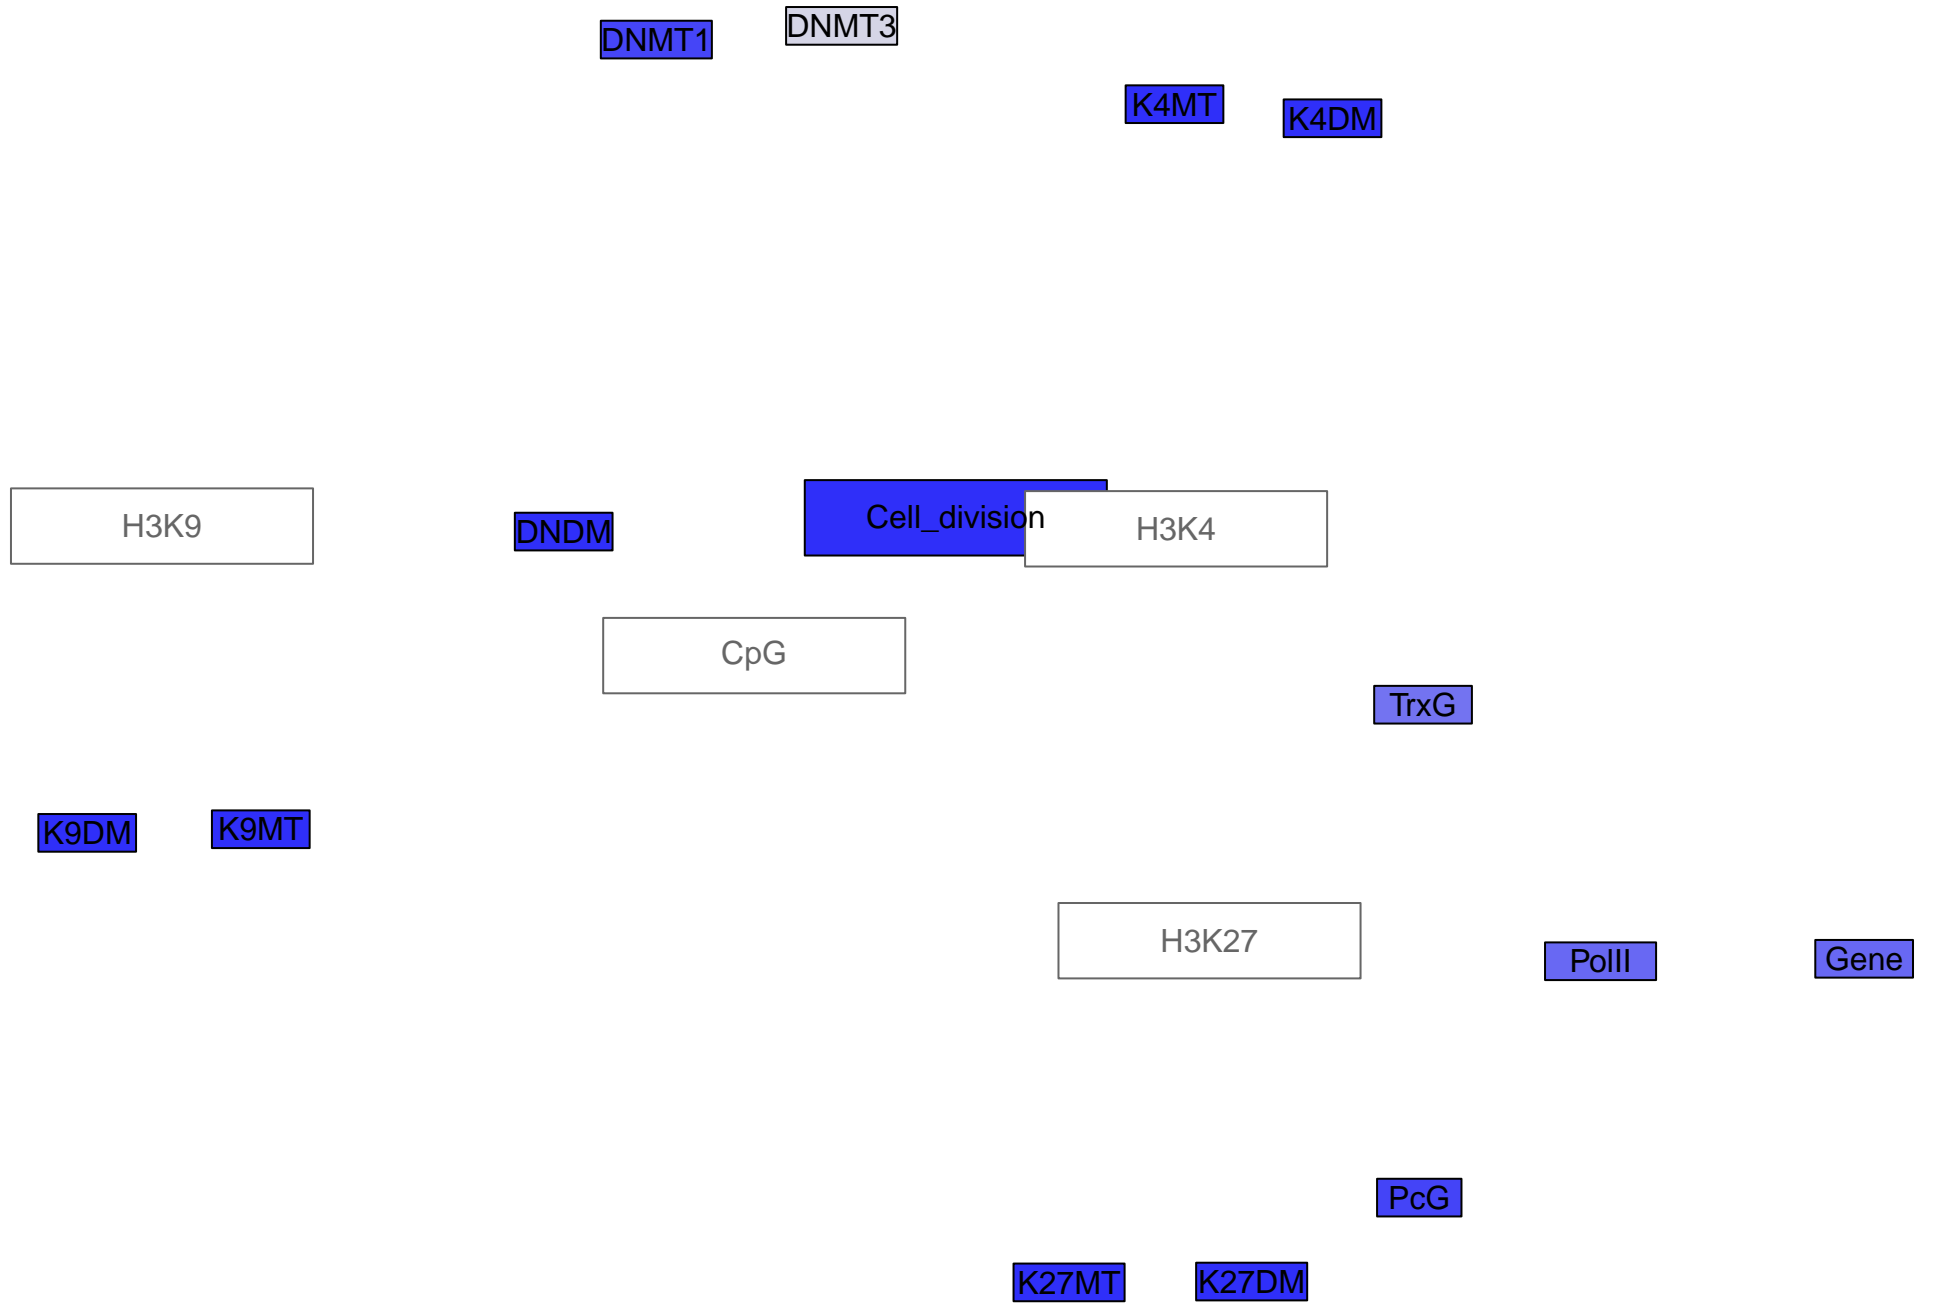 DNMT1
DNMT3
K4MT
K4DM
H3K9
DNDM
Cell_division
H3K4
CpG
TrxG
K9DM
K9MT
H3K27
PolII
Gene
PcG
K27MT
K27DM